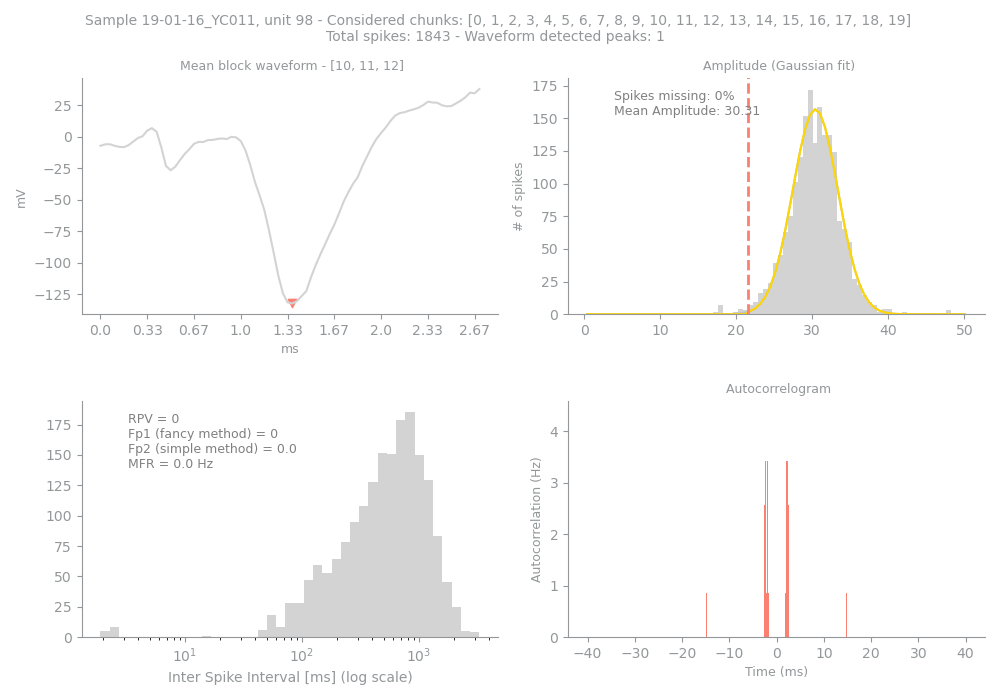 Sample 19-01-16_YC011, unit 98 - Considered chunks: [0, 1, 2, 3, 4, 5, 6, 7, 8, 9, 10, 11, 12, 13, 14, 15, 16, 17, 18, 19]
Total spikes: 1843 - Waveform detected peaks: 1
Mean block waveform - [10, 11, 12]
25
0
−25
−50
−75
−100
−125
mV
0.0 0.33 0.67 1.0 1.33 1.67 2.0 2.33 2.67
ms
Amplitude (Gaussian fit)
Spikes missing: 0%
Mean Amplitude: 30.31
175
150
125
100
75
50
25
0
# of spikes
0 10 20 30 40 50
RPV = 0
Fp1 (fancy method) = 0
Fp2 (simple method) = 0.0
MFR = 0.0 Hz
175
150
125
100
75
50
25
0
10¹ 10² 10³
Inter Spike Interval [ms] (log scale)
Autocorrelogram
4
3
2
1
0
Autocorrelation (Hz)
−40 −30 −20 −10 0 10 20 30 40
Time (ms)